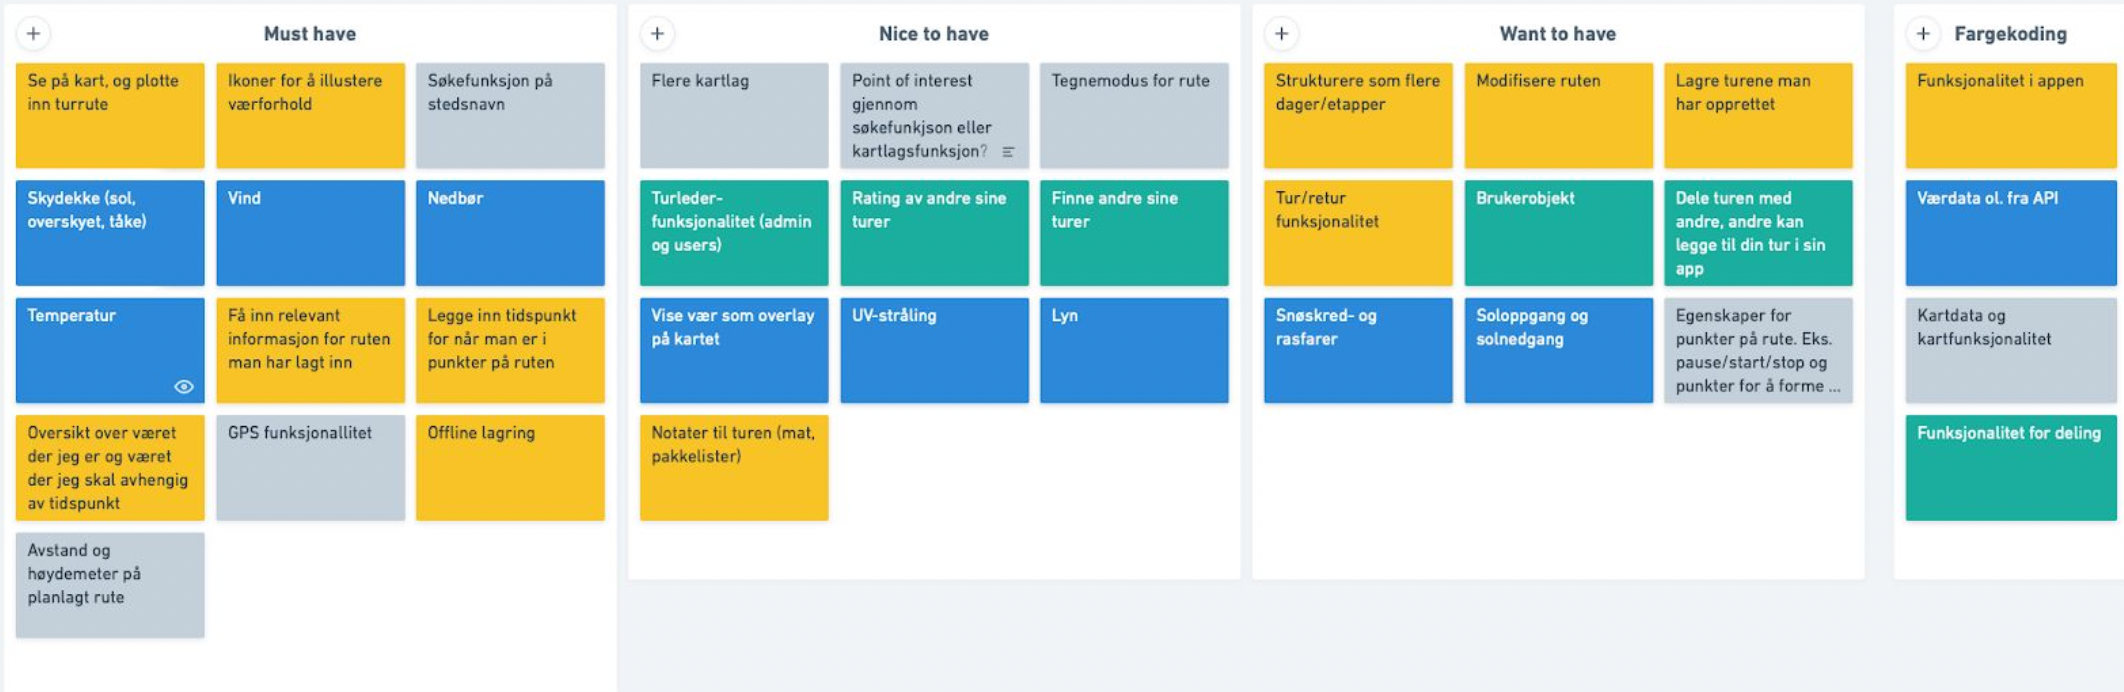 + Must have
Se på kart, og plotte
inn turrute
Ikoner for å illustere
værforhold
Søkefunksjon på
stedsnavn
Skydekke (sol,
overskyet, tåke)
Vind
Nedbør
Temperatur
Få inn relevant
informasjon for ruten
man har lagt inn
Legge inn tidspunkt
for når man er i
punkter på ruten
Oversikt over været
der jeg er og været
der jeg skal avhengig
av tidspunkt
GPS funksjonallitet
Offline lagring
Avstand og
høydemeter på
planlagt rute
+ Nice to have
Flere kartlag
Point of interest
gjennom
søkefunkjson eller
kartlagsfunksjon?
Tegnemodus for rute
Turleder-
funksjonalitet (admin
og users)
Rating av andre sine
turer
Finne andre sine
turer
Vise vær som overlay
på kartet
UV-stråling
Lyn
Notater til turen (mat,
pakkelister)
+ Want to have
Strukturere som flere
dager/etapper
Modifisere ruten
Lagre turene man
har opprettet
Tur/retur
funksjonalitet
Brukerobjekt
Dele turen med
andre, andre kan
legge til din tur i sin
app
Snøskred- og
rasfarer
Soloppgang og
solnedgang
Egenskaper for
punkter på rute. Eks.
pause/start/stop og
punkter for å forme ...
+ Fargekoding
Funksjonalitet i appen
Værdata ol. fra API
Kartdata og
kartfunksjonalitet
Funksjonalitet for deling